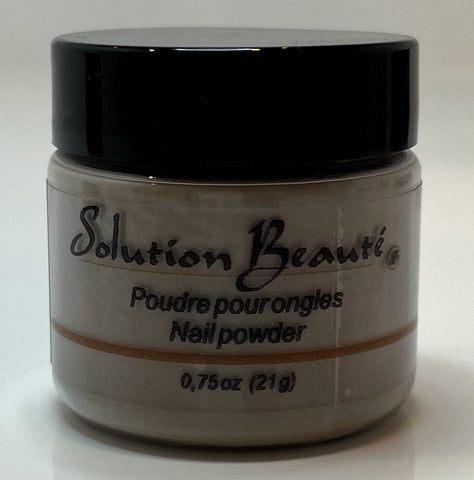 Solution Beauté®
Poudre pour ongles
Nail powder
0,75oz (21g)